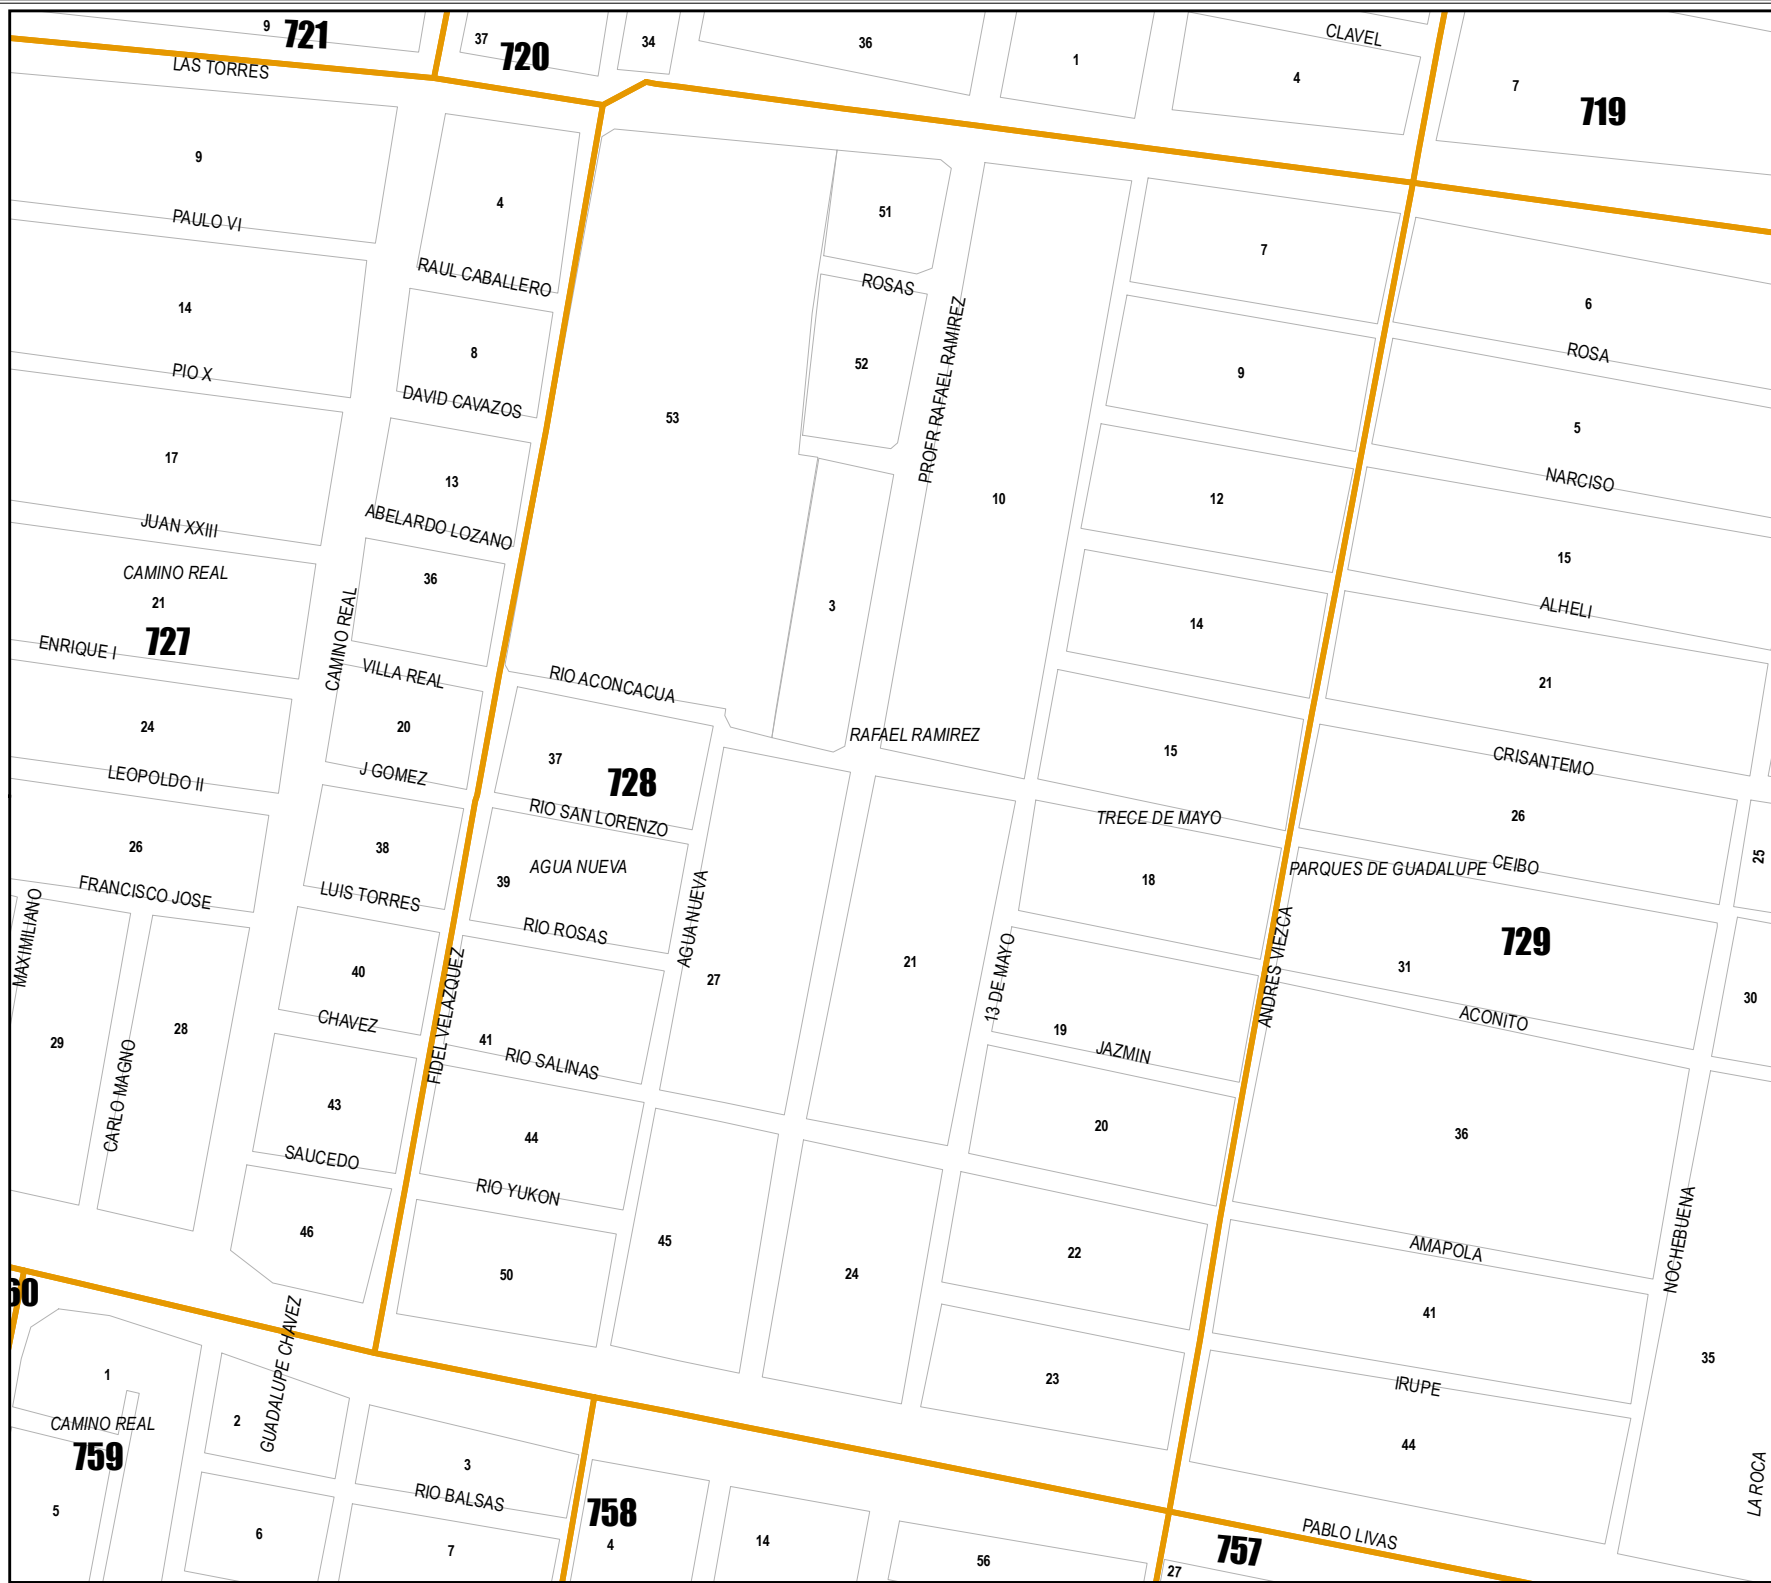 9
721
37
720
34
36
1
CLAVEL
4
7
719
LAS TORRES
9
4
51
7
PAULO VI
RAUL CABALLERO
ROSAS
6
14
8
52
PROFR RAFAEL RAMIREZ
9
ROSA
PIO X
DAVID CAVAZOS
53
5
17
13
10
12
NARCISO
JUAN XXIII
ABELARDO LOZANO
15
CAMINO REAL
36
21
3
14
ALHELI
727
ENRIQUE I
CAMINO REAL
VILLA REAL
RIO ACONCACUA
21
24
20
RAFAEL RAMIREZ
15
37
728
CRISANTEMO
LEOPOLDO II
J GOMEZ
RIO SAN LORENZO
TRECE DE MAYO
26
26
38
25
AGUA NUEVA
39
18
PARQUES DE GUADALUPE
CEIBO
FRANCISCO JOSE
LUIS TORRES
MAXIMILIANO
RIO ROSAS
AGUA NUEVA
729
40
27
21
13 DE MAYO
ANDRES VIEZCA
31
30
CHAVEZ
FIDEL VELAZQUEZ
ACONITO
29
28
41
RIO SALINAS
19
JAZMIN
CARLO MAGNO
43
44
20
36
SAUCEDO
RIO YUKON
46
45
22
AMAPOLA
NOCHEBUENA
50
24
60
41
GUADALUPE CHAVEZ
1
23
35
IRUPE
CAMINO REAL
2
44
759
3
RIO BALSAS
LA ROCA
5
6
7
758
4
14
56
757
27
PABLO LIVAS